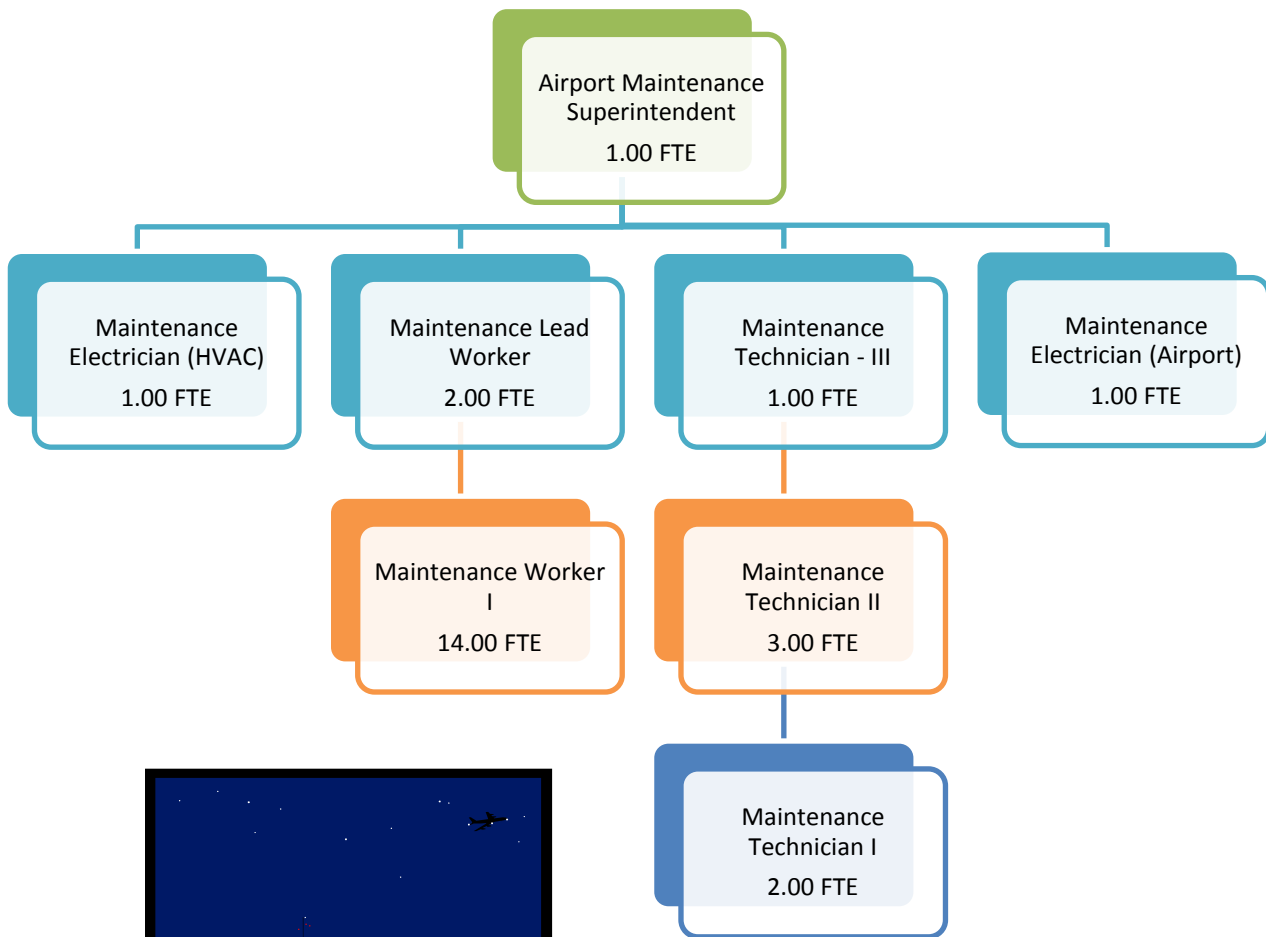 Airport Maintenance
Superintendent
1.00 FTE
Maintenance
Electrician (HVAC)
1.00 FTE
Maintenance Lead
Worker
2.00 FTE
Maintenance
Technician - III
1.00 FTE
Maintenance
Electrician (Airport)
1.00 FTE
Maintenance Worker
I
14.00 FTE
Maintenance
Technician II
3.00 FTE
Maintenance
Technician I
2.00 FTE